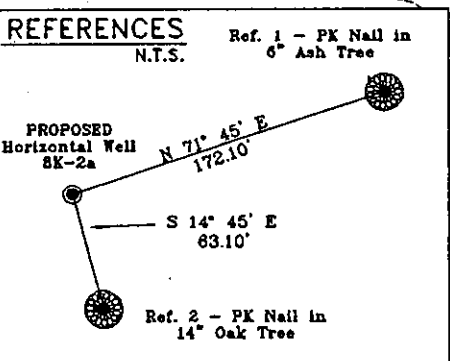 REFERENCES
N.T.S.
Ref. 1 - PK Nail in
6" Ash Tree
PROPOSED
Horizontal Well
8K-2a
N 71° 45' E
172.10'
S 14° 45' E
63.10'
Ref. 2 - PK Nail in
14" Oak Tree